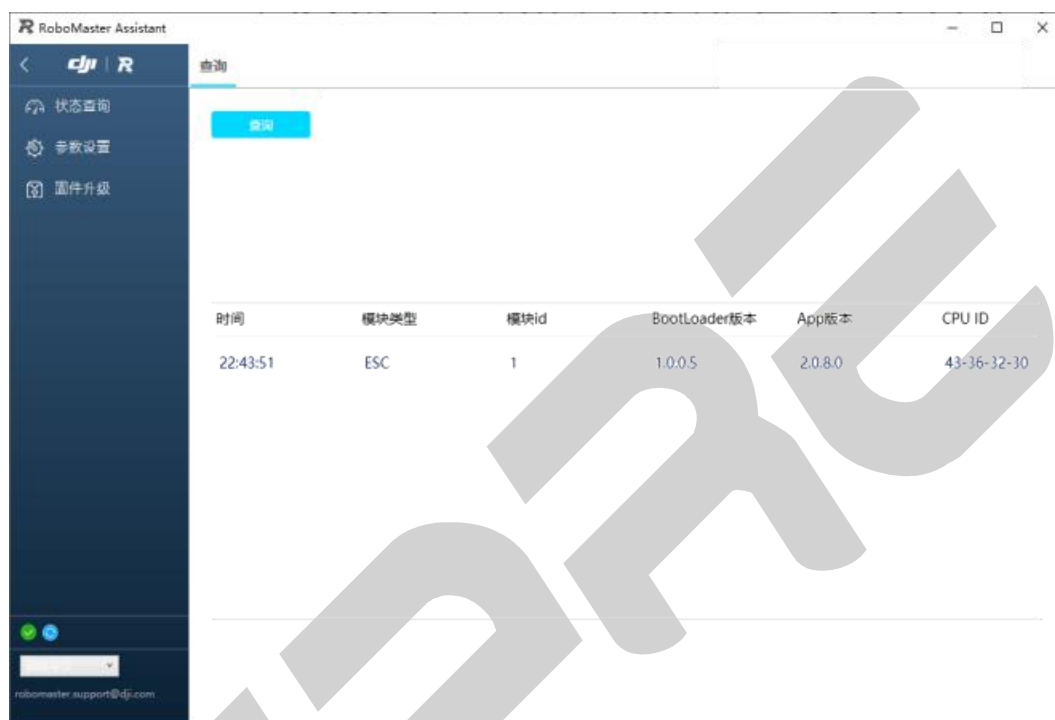 RoboMaster Assistant
dji R
查询
状态查询
查询
参数设置
固件升级
时间 模块类型 模块id BootLoader版本 App版本 CPU ID
22:43:51 ESC 1 1.0.0.5 2.0.8.0 43-36-32-30
robomaster.support@dji.com